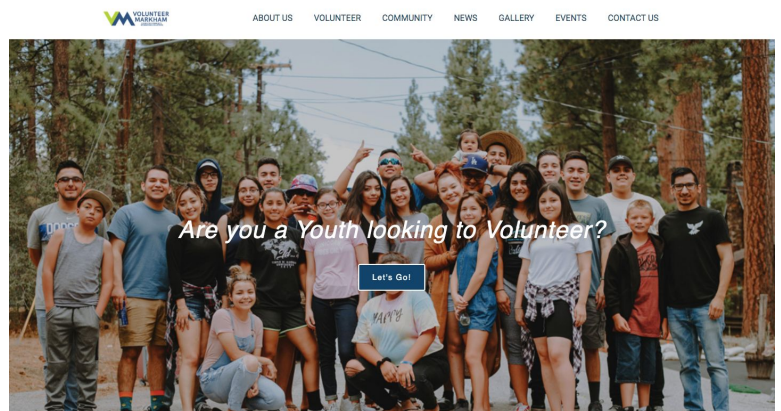 VOLUNTEER
MARKHAM
ABOUT US
VOLUNTEER
COMMUNITY
NEWS
GALLERY
EVENTS
CONTACT US
Are you a Youth looking to Volunteer?
Let's Go!